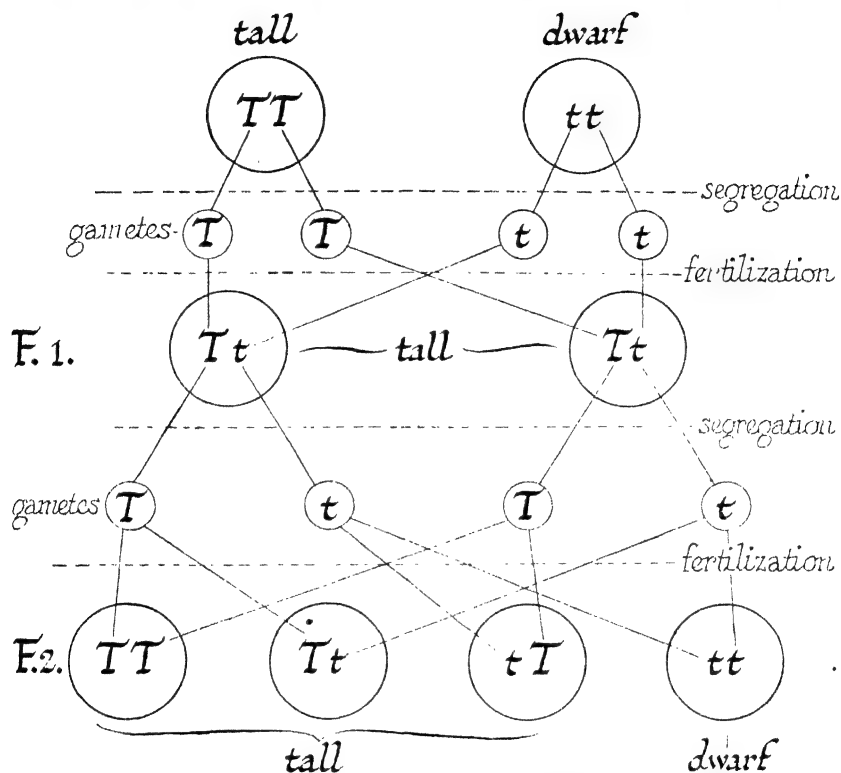 tall dwarf
TT tt
segregation
gametes T T t t
fertilization
F.1. Tt tall Tt
segregation
gametes T t T t
fertilization
F.2. TT Tt tT tt
tall dwarf